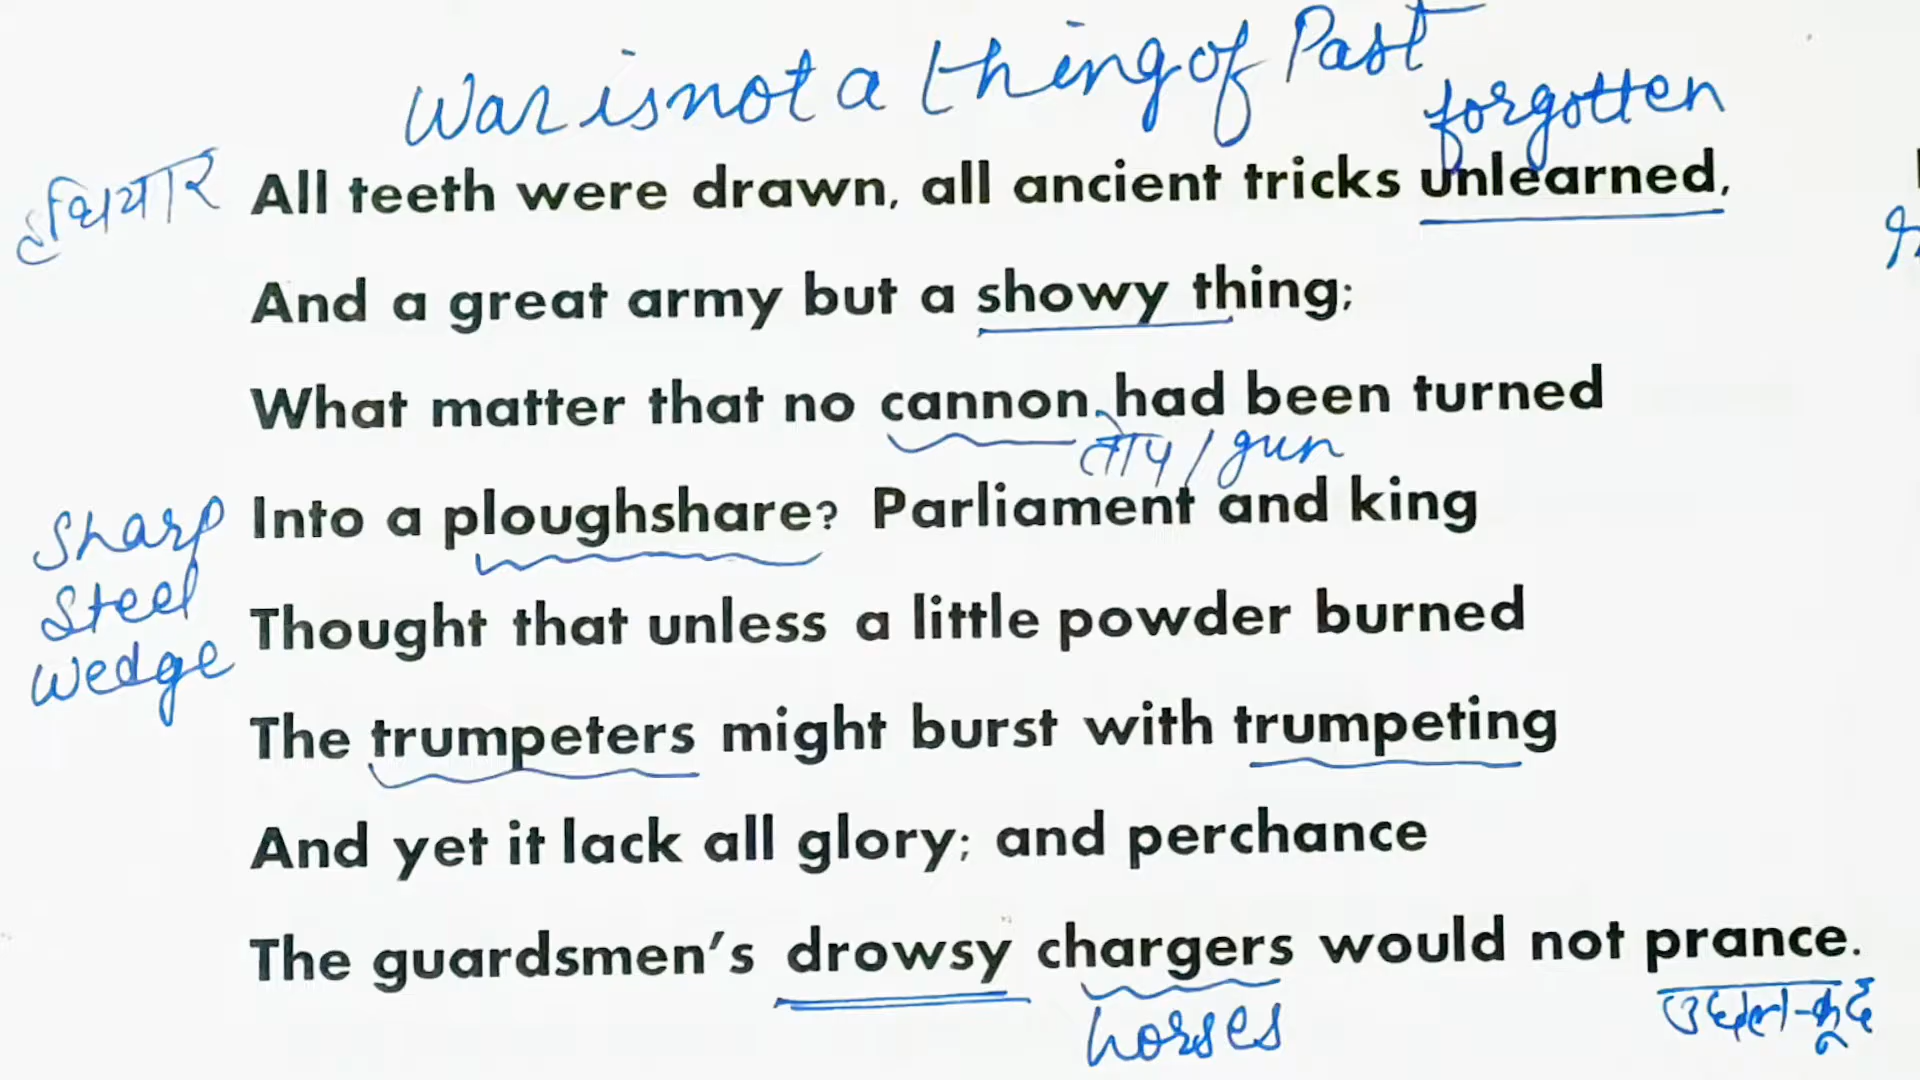 War is not a thing of Past
forgotten
हथियार
All teeth were drawn, all ancient tricks unlearned,
And a great army but a showy thing;
What matter that no cannon had been turned
तोप / gun
Into a ploughshare? Parliament and king
Sharp
Steel
Wedge
Thought that unless a little powder burned
The trumpeters might burst with trumpeting
And yet it lack all glory; and perchance
The guardsmen's drowsy chargers would not prance.
horses
उछल-कूद